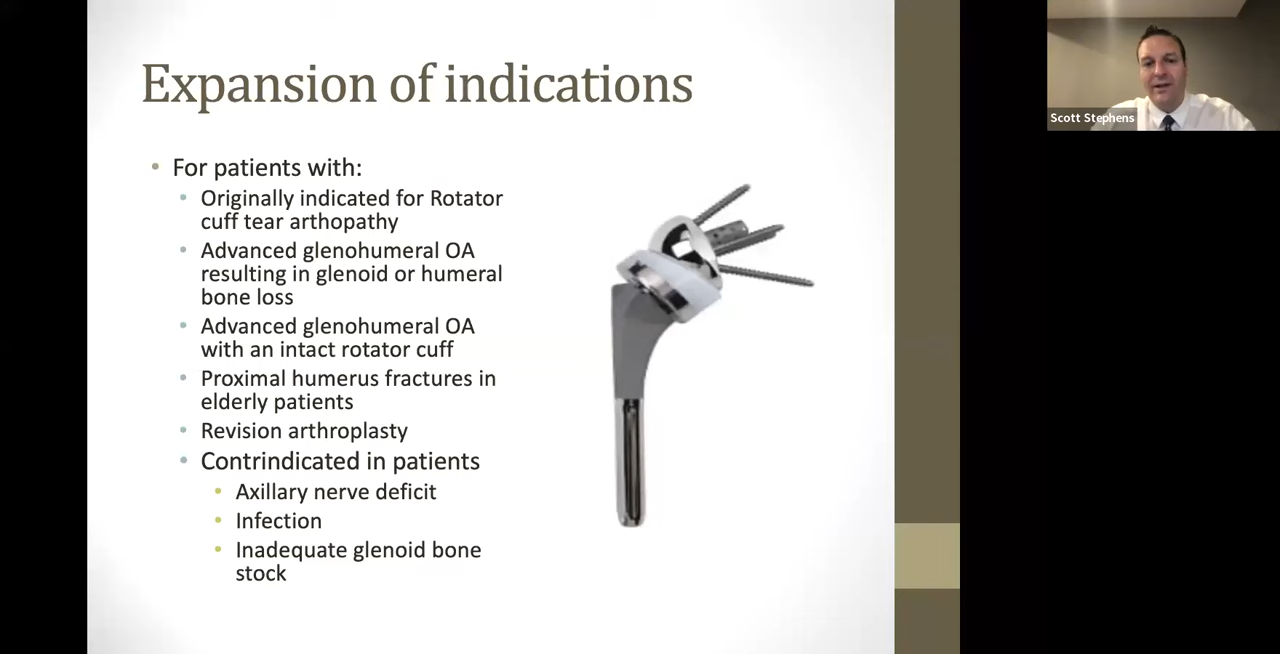 Expansion of indications
• For patients with:
• Originally indicated for Rotator
cuff tear arthopathy
• Advanced glenohumeral OA
resulting in glenoid or humeral
bone loss
• Advanced glenohumeral OA
with an intact rotator cuff
• Proximal humerus fractures in
elderly patients
• Revision arthroplasty
• Contrindicated in patients
• Axillary nerve deficit
• Infection
• Inadequate glenoid bone
stock
Scott Stephens